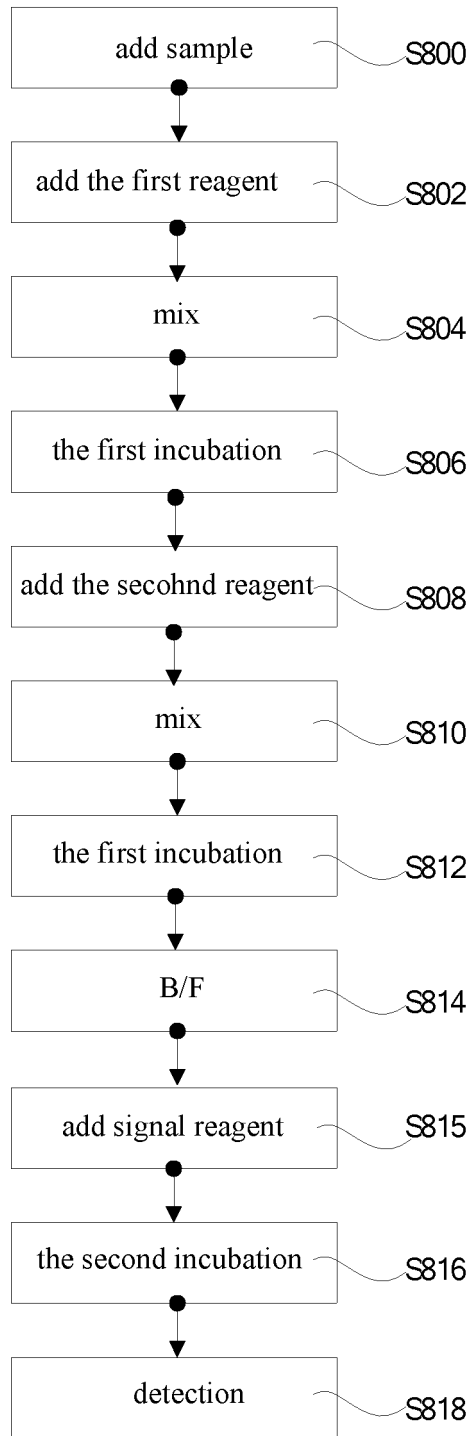 add sample
S800
add the first reagent
S802
mix
S804
the first incubation
S806
add the secohnd reagent
S808
mix
S810
the first incubation
S812
B/F
S814
add signal reagent
S815
the second incubation
S816
detection
S818